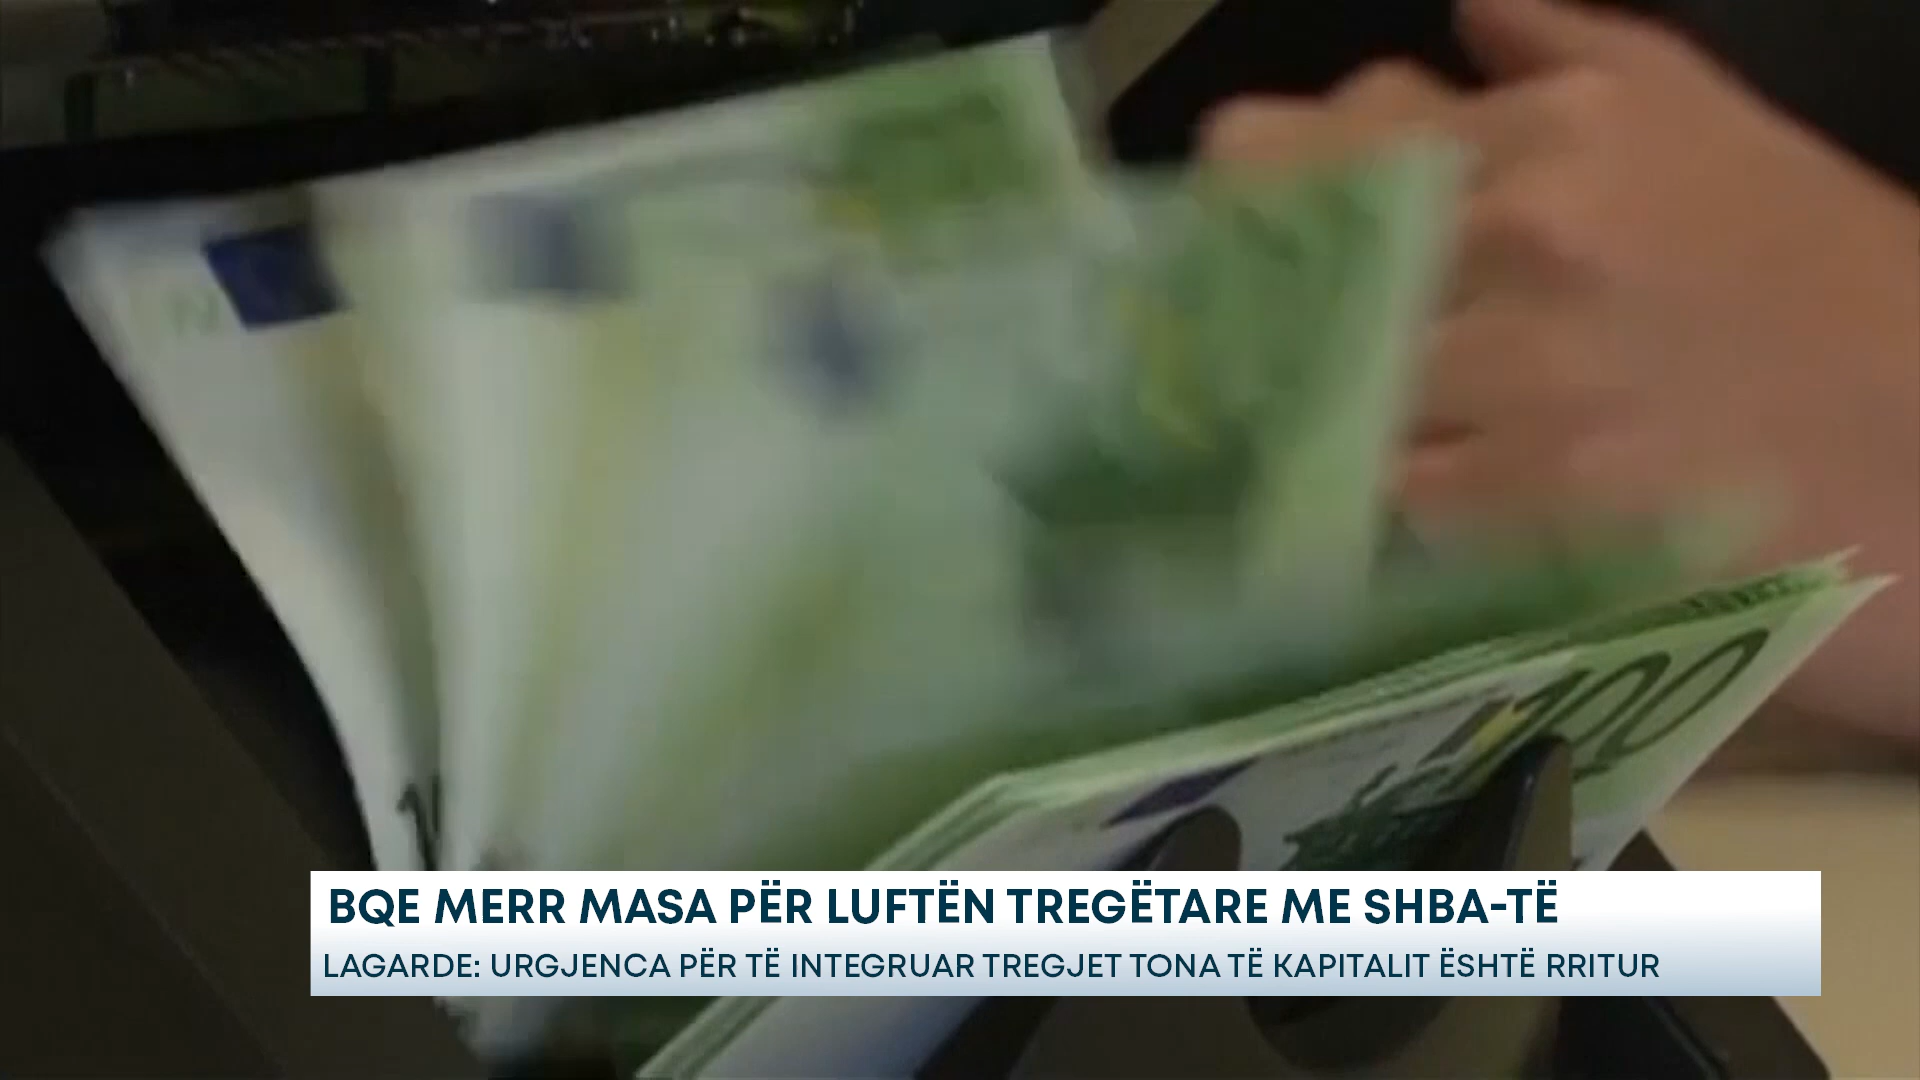 100
BQE MERR MASA PËR LUFTËN TREGËTARE ME SHBA-TË
LAGARDE: URGJENCA PËR TË INTEGRUAR TREGJET TONA TË KAPITALIT ËSHTË RRITUR